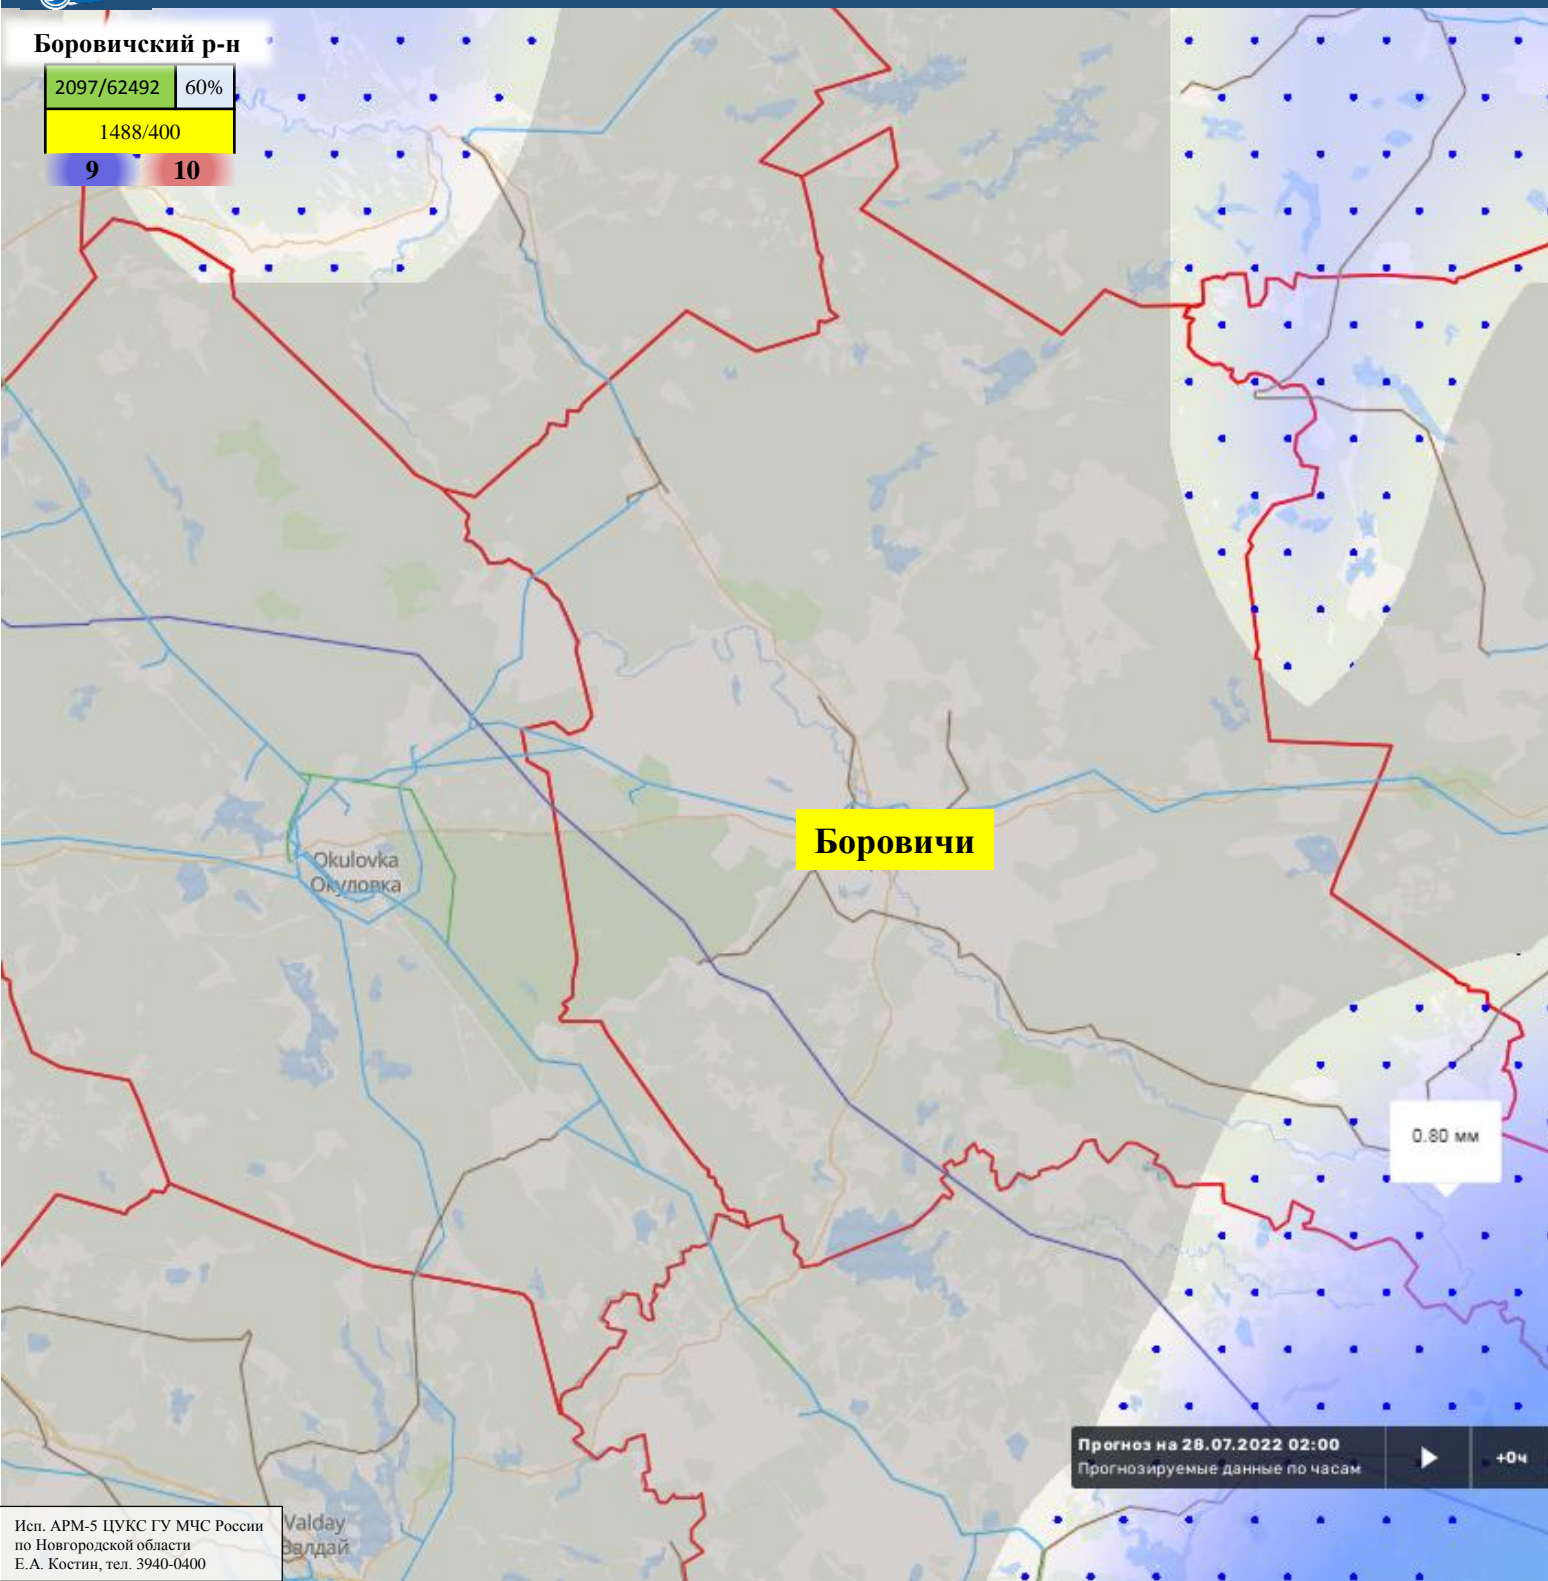 Боровичский р-н
2097/62492 60%
1488/400
9 10
Боровичи
Okulovka
Окуловка
0.80 мм
Прогноз на 28.07.2022 02:00
Прогнозируемые данные по часам
+0ч
Исп. АРМ-5 ЦУКС ГУ МЧС России
по Новгородской области
Е.А. Костин, тел. 3940-0400
Valday
Валдай